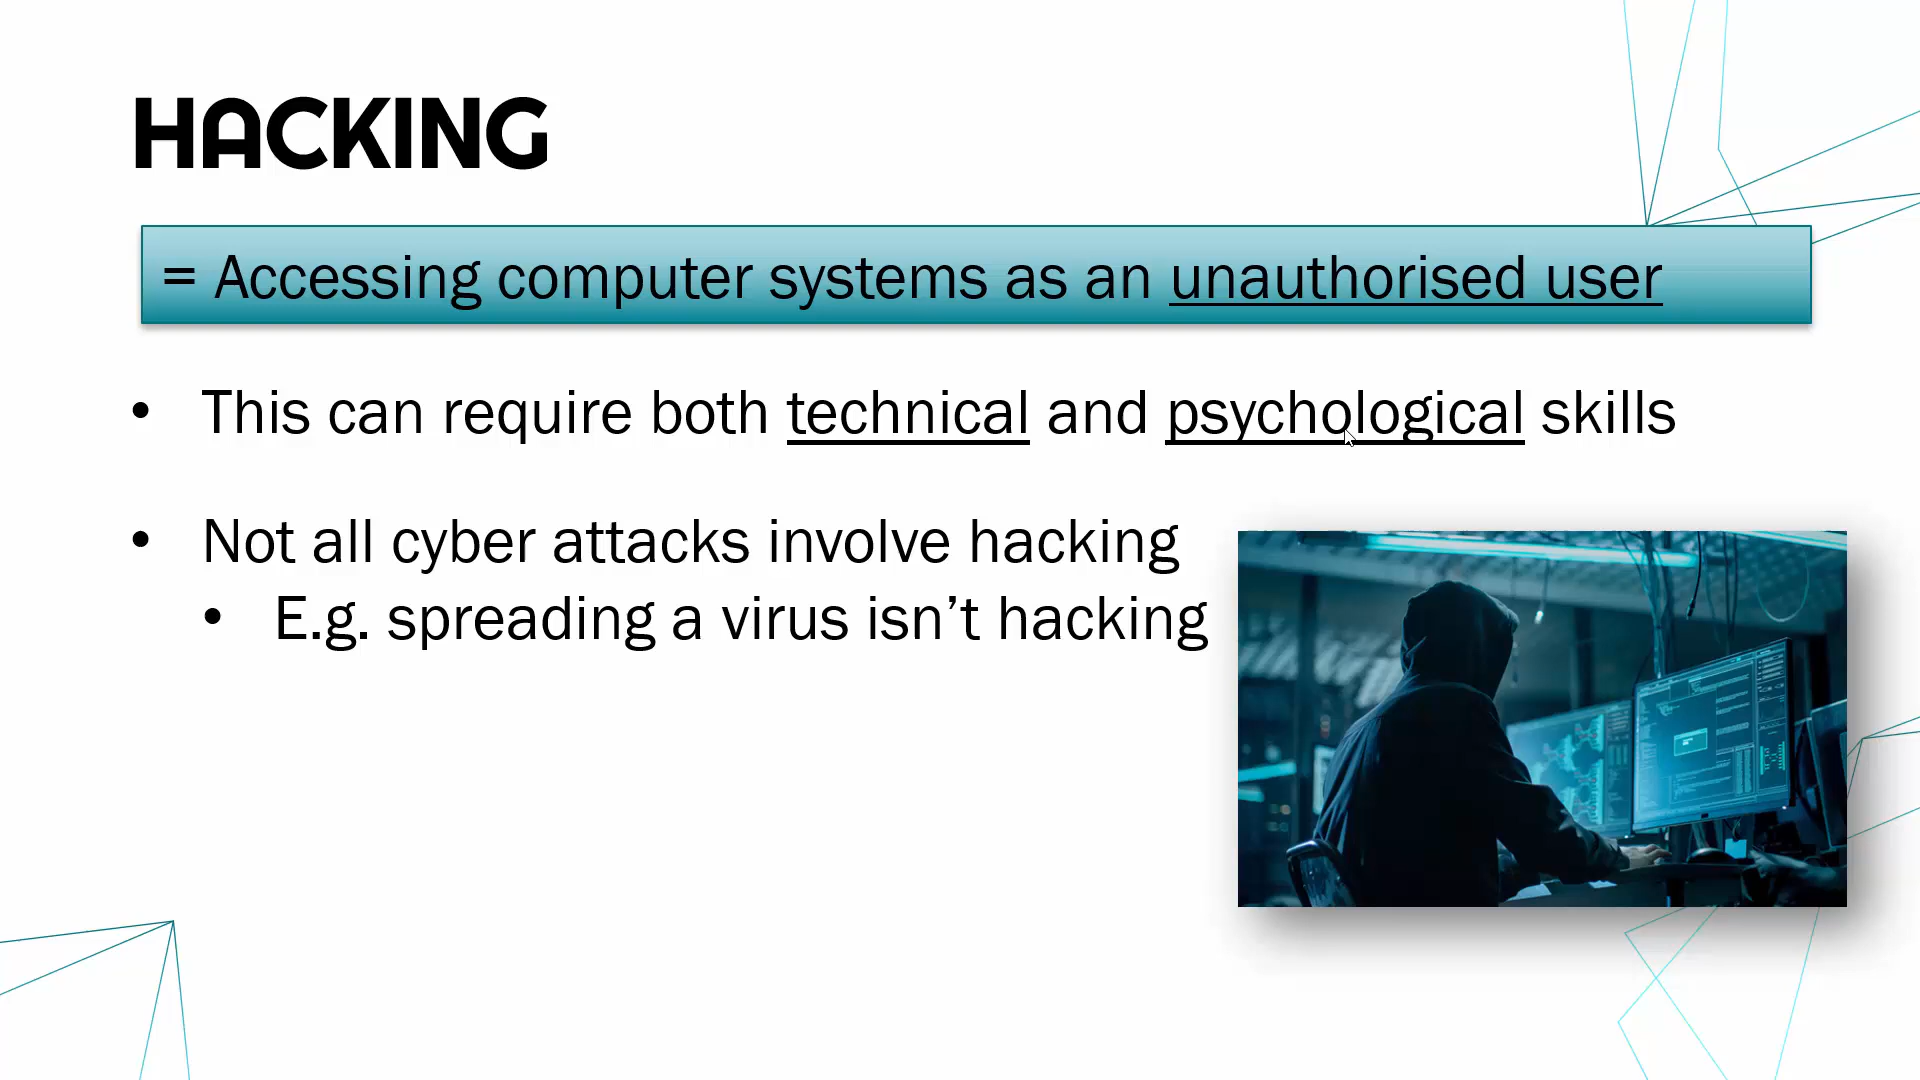 HACKING
= Accessing computer systems as an unauthorised user
• This can require both technical and psychological skills
• Not all cyber attacks involve hacking
• E.g. spreading a virus isn’t hacking